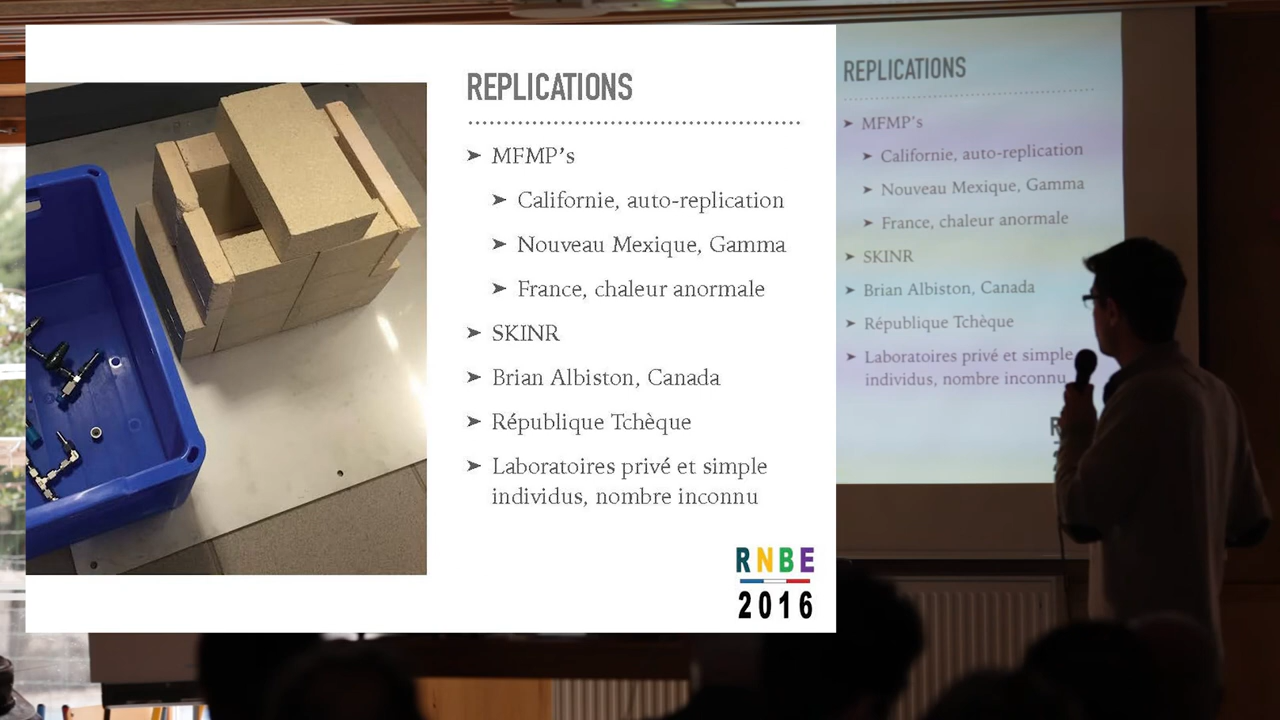 REPLICATIONS
➤ MFMP's
➤ Californie, auto-replication
➤ Nouveau Mexique, Gamma
➤ France, chaleur anormale
➤ SKINR
➤ Brian Albiston, Canada
➤ République Tchèque
➤ Laboratoires privé et simple
individus, nombre inconnu
RNBE
2016
REPLICATIONS
➤ MFMP's
➤ Californie, auto-replication
➤ Nouveau Mexique, Gamma
➤ France, chaleur anormale
➤ SKINR
➤ Brian Albiston, Canada
➤ République Tchèque
➤ Laboratoires privé et simple
individus, nombre inconnu
R